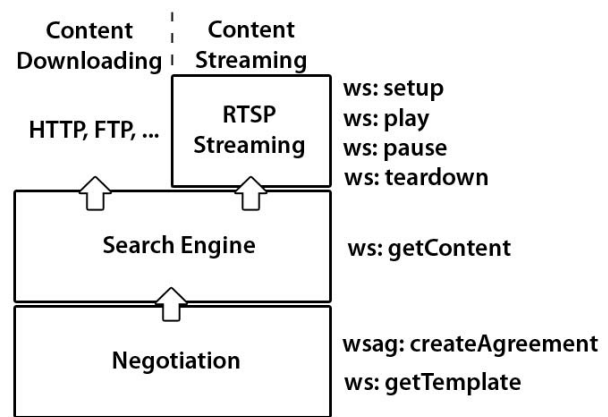 Content
Downloading
Content
Streaming
HTTP, FTP, ...
RTSP
Streaming
ws: setup
ws: play
ws: pause
ws: teardown
Search Engine
ws: getContent
Negotiation
wsag: createAgreement
ws: getTemplate